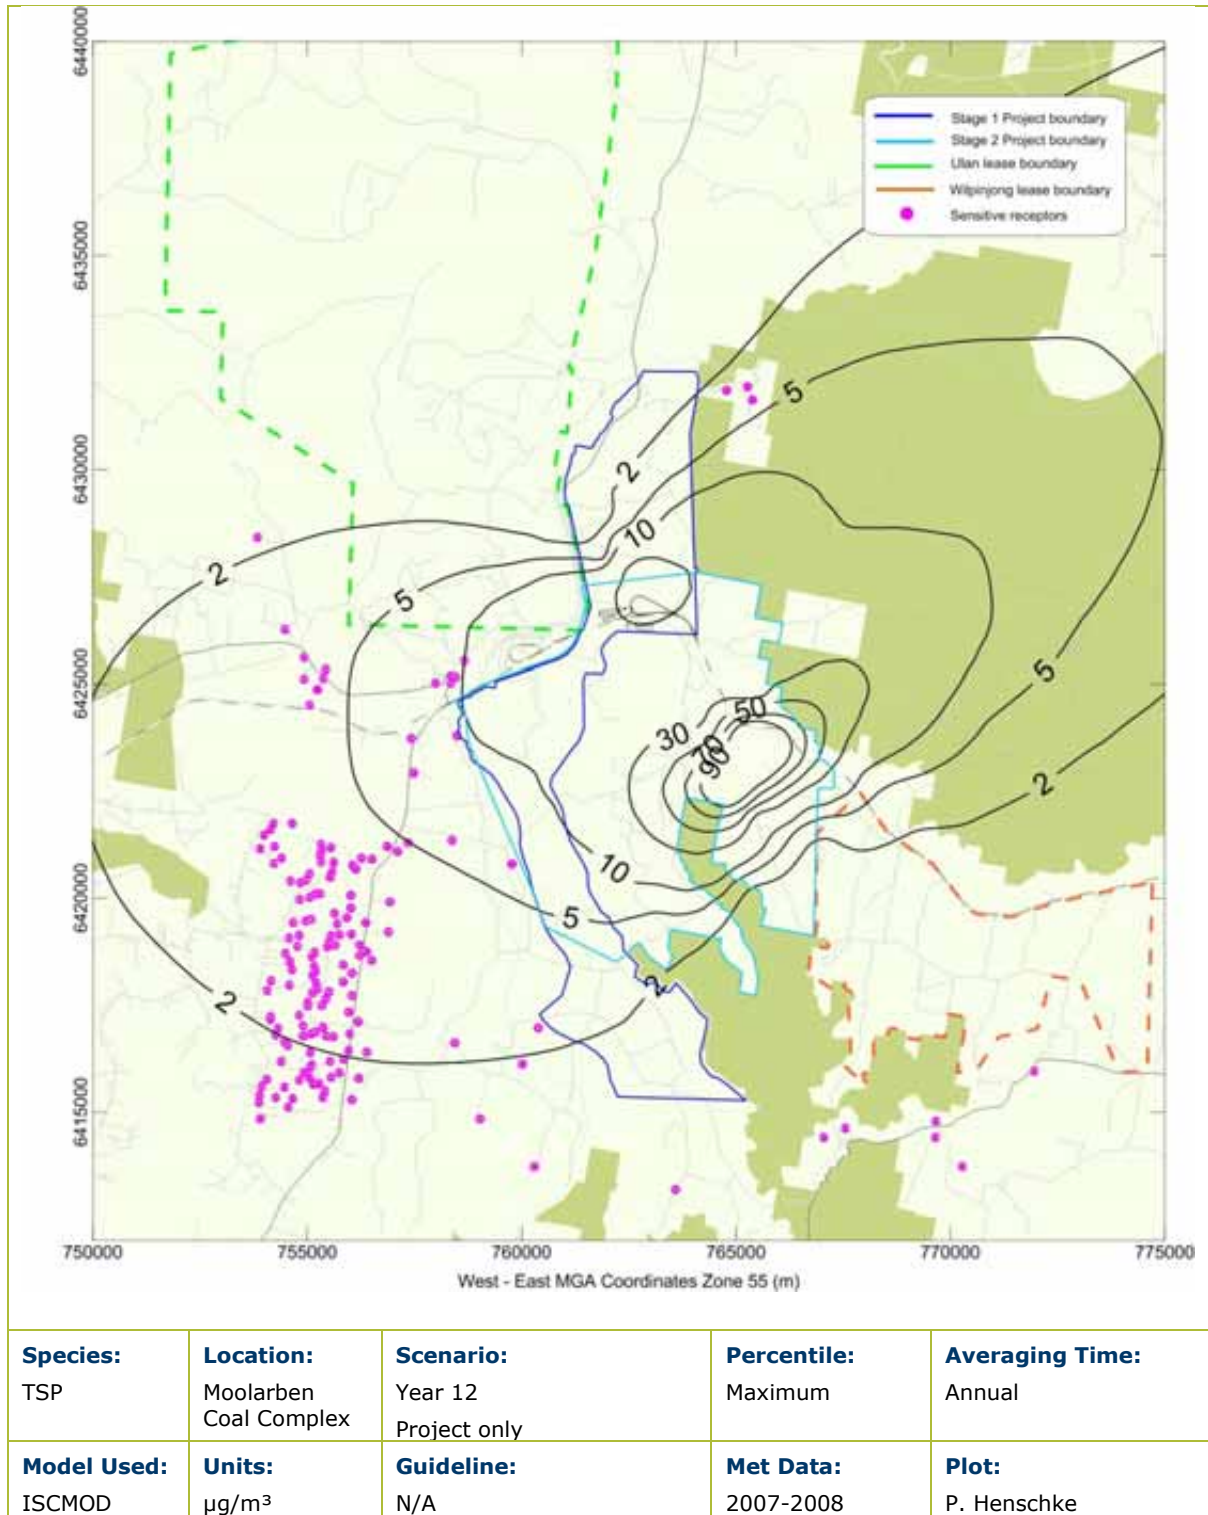 6440000
6435000
6430000
6425000
6420000
6415000
Stage 1 Project boundary
Stage 2 Project boundary
Ulan lease boundary
Wilpinjong lease boundary
Sensitive receptors
2
5
10
2
5
2
5
2
30
50
70
90
10
5
2
2
750000
755000
760000
765000
770000
775000
West - East MGA Coordinates Zone 55 (m)
Species:
TSP
Location:
Moolarben
Coal Complex
Scenario:
Year 12
Project only
Percentile:
Maximum
Averaging Time:
Annual
Model Used:
ISCMOD
Units:
µg/m³
Guideline:
N/A
Met Data:
2007-2008
Plot:
P. Henschke